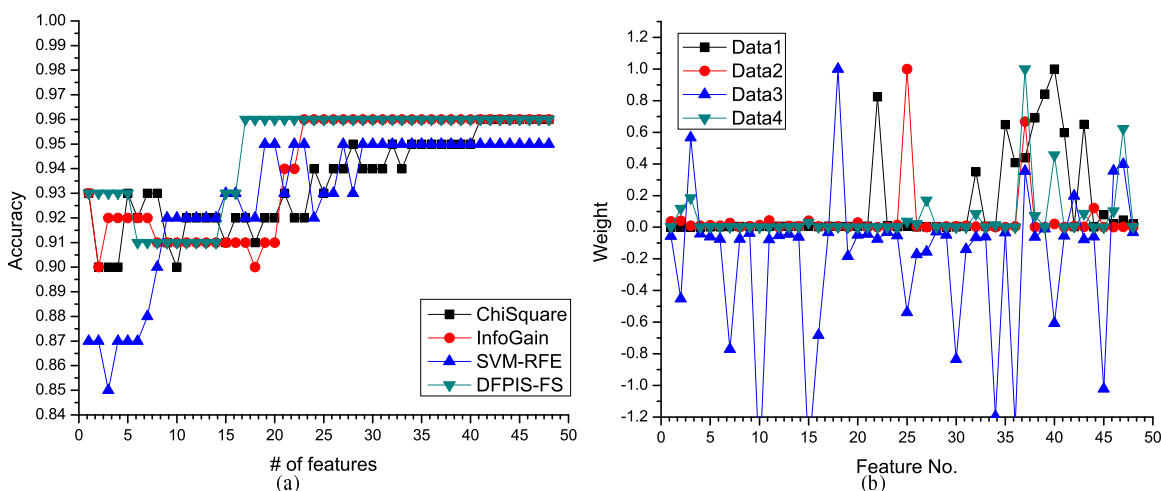 1.00
0.99
0.98
0.97
0.96
0.95
0.94
0.93
0.92
0.91
0.90
0.89
0.88
0.87
0.86
0.85
0.84
Accuracy
ChiSquare
InfoGain
SVM-RFE
DFPIS-FS
0 5 10 15 20 25 30 35 40 45 50
# of features
(a)
1.2
1.0
0.8
0.6
0.4
0.2
0.0
-0.2
-0.4
-0.6
-0.8
-1.0
-1.2
Weight
Data1
Data2
Data3
Data4
0 5 10 15 20 25 30 35 40 45 50
Feature No.
(b)